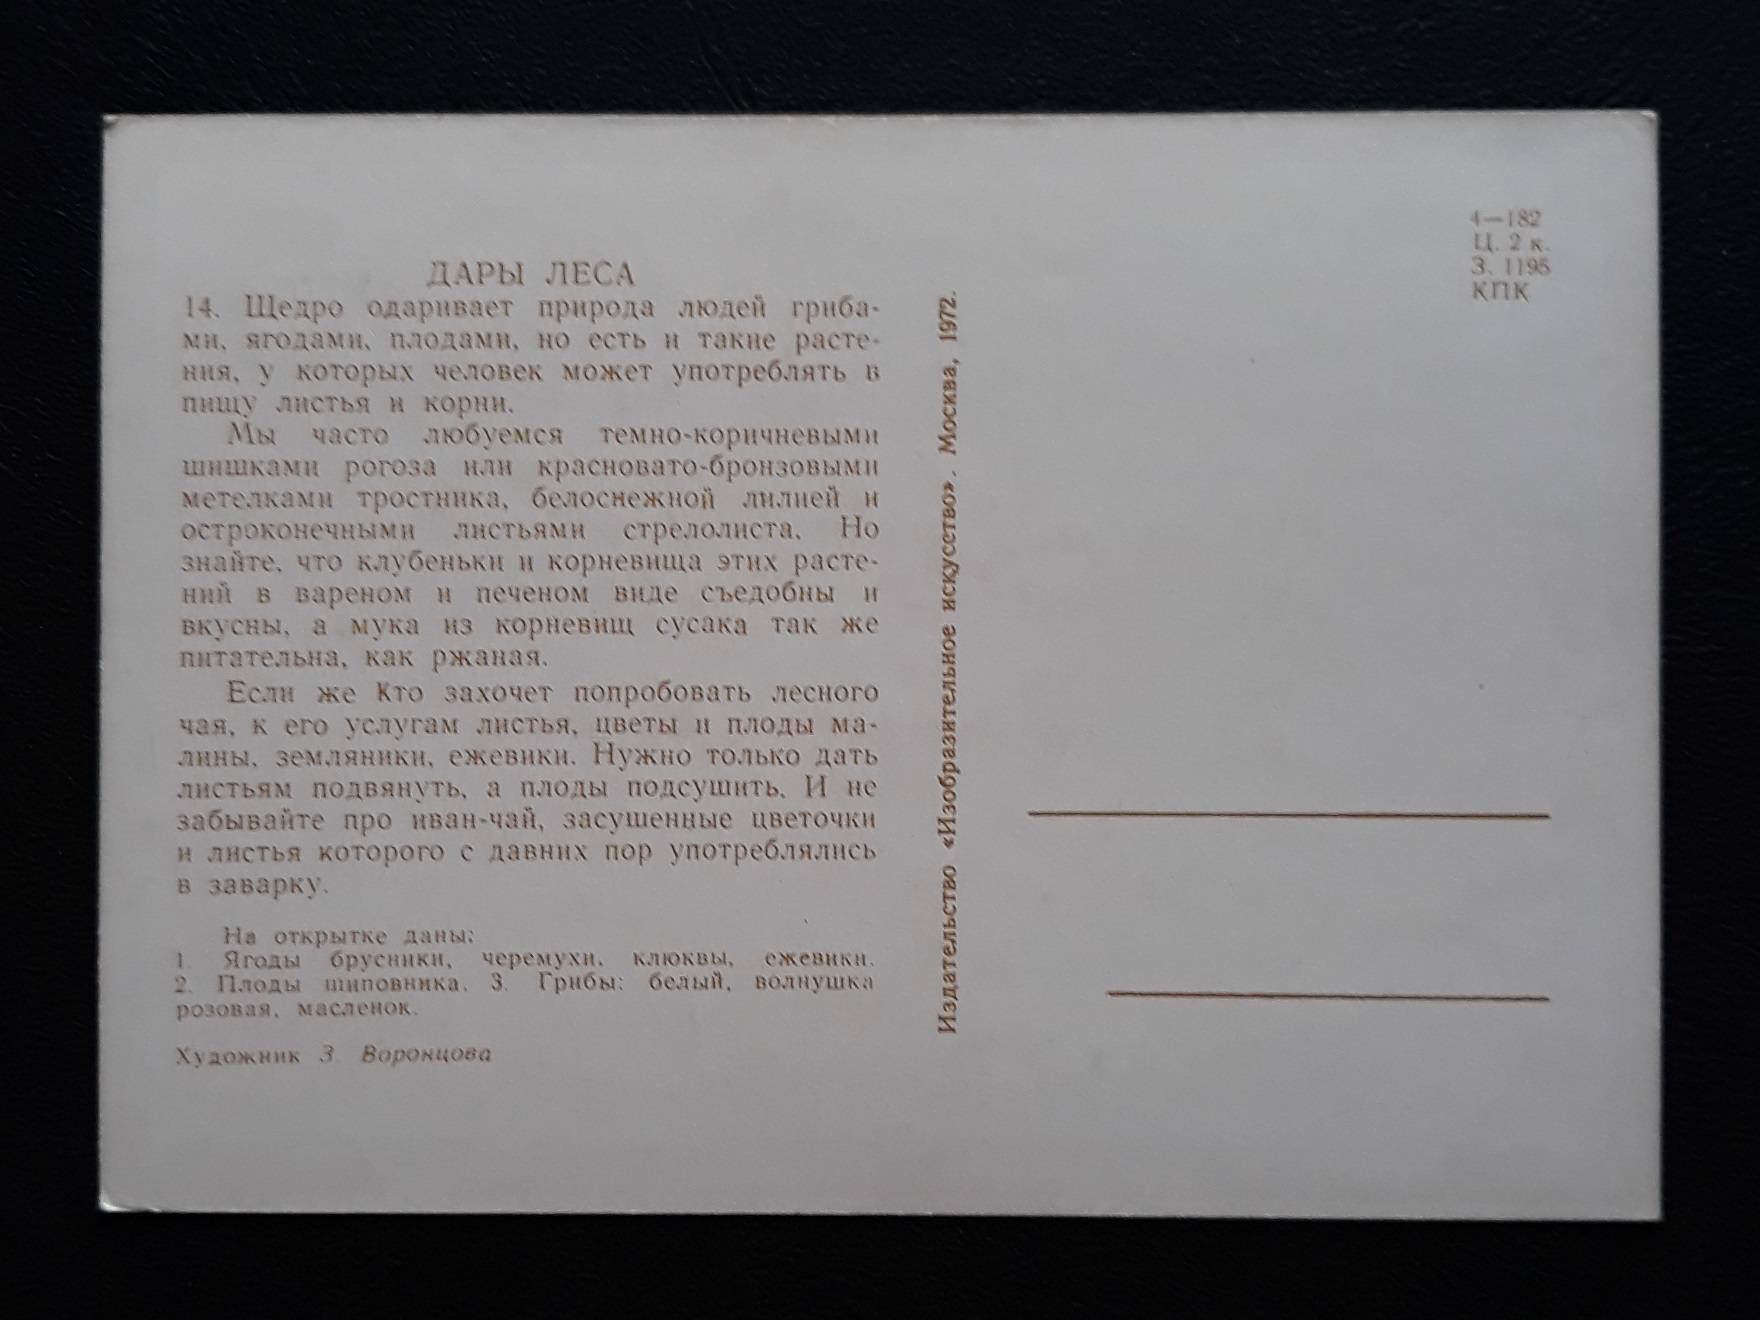 ДАРЫ ЛЕСА
14. Щедро одаривает природа людей гриба-
ми, ягодами, плодами, но есть и такие расте-
ния, у которых человек может употреблять в
пищу листья и корни.
Мы часто любуемся темно-коричневыми
шишками рогоза или красновато-бронзовыми
метелками тростника, белоснежной лилией и
остроконечными листьями стрелолиста. Но
знайте, что клубеньки и корневища этих расте-
ний в вареном и печеном виде съедобны и
вкусны, а мука из корневищ сусака так же
питательна, как ржаная.
Если же Кто захочет попробовать лесного
чая, к его услугам листья, цветы и плоды ма-
лины, земляники, ежевики. Нужно только дать
листьям подвянуть, а плоды подсушить. И не
забывайте про иван-чай, засушенные цветочки
и листья которого с давних пор употреблялись
в заварку.
На открытке даны:
1. Ягоды брусники, черемухи, клюквы, ежевики.
2. Плоды шиповника. 3. Грибы: белый, волнушка
розовая, масленок.
Художник З. Воронцова
Издательство «Изобразительное искусство». Москва, 1972.
4—182
Ц. 2 к.
З. 1195
КПК